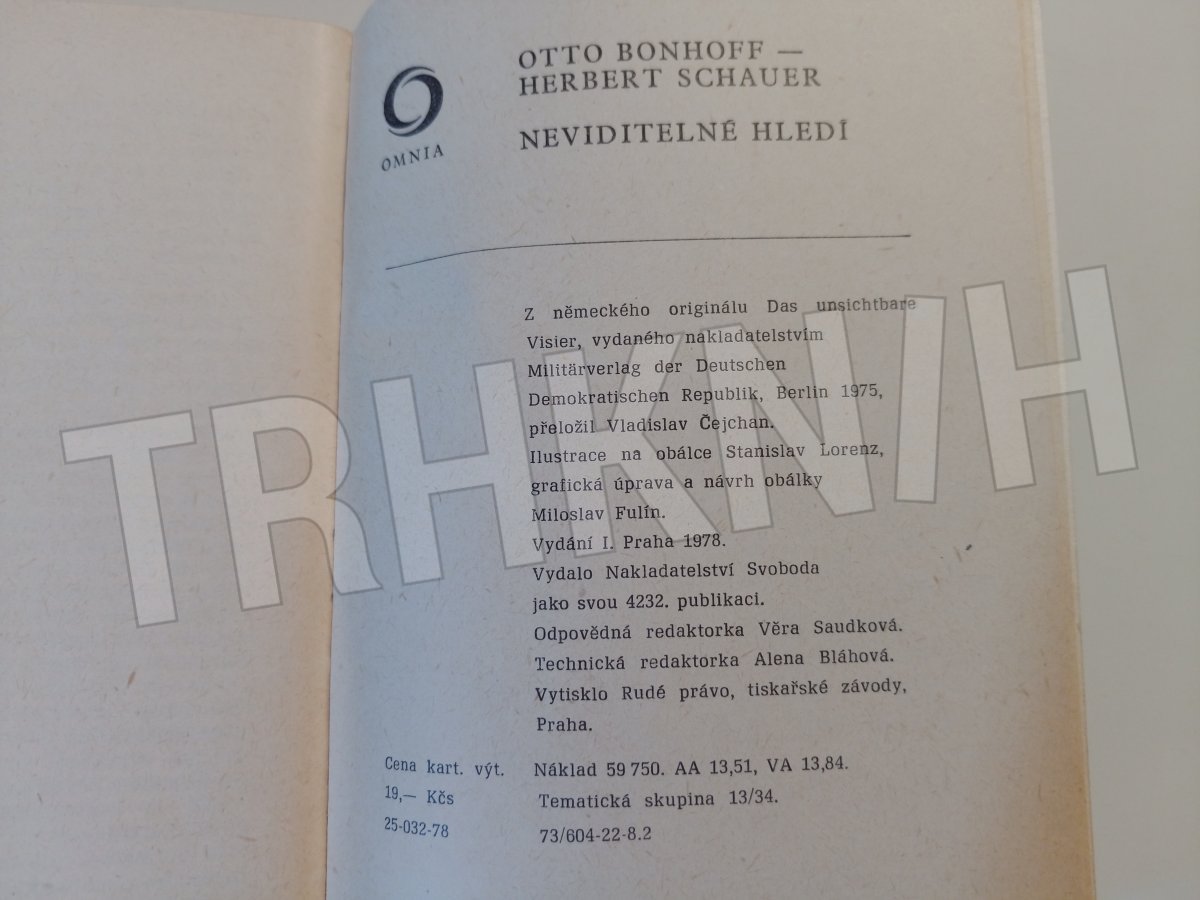 OTTO BONHOFF —
HERBERT SCHAUER
NEVIDITELNÉ HLEDÍ
OMNIA
Z německého originálu Das unsichtbare
Visier, vydaného nakladatelstvím
Militärverlag der Deutschen
Demokratischen Republik, Berlin 1975,
přeložil Vladislav Čejchan.
Ilustrace na obálce Stanislav Lorenz,
grafická úprava a návrh obálky
Miloslav Fulín.
Vydání I. Praha 1978.
Vydalo Nakladatelství Svoboda
jako svou 4232. publikaci.
Odpovědná redaktorka Věra Saudková.
Technická redaktorka Alena Bláhová.
Vytisklo Rudé právo, tiskařské závody,
Praha.
Cena kart. výt. Náklad 59 750. AA 13,51, VA 13,84.
19,— Kčs Tematická skupina 13/34.
25-032-78 73/604-22-8.2
TRHKNIH